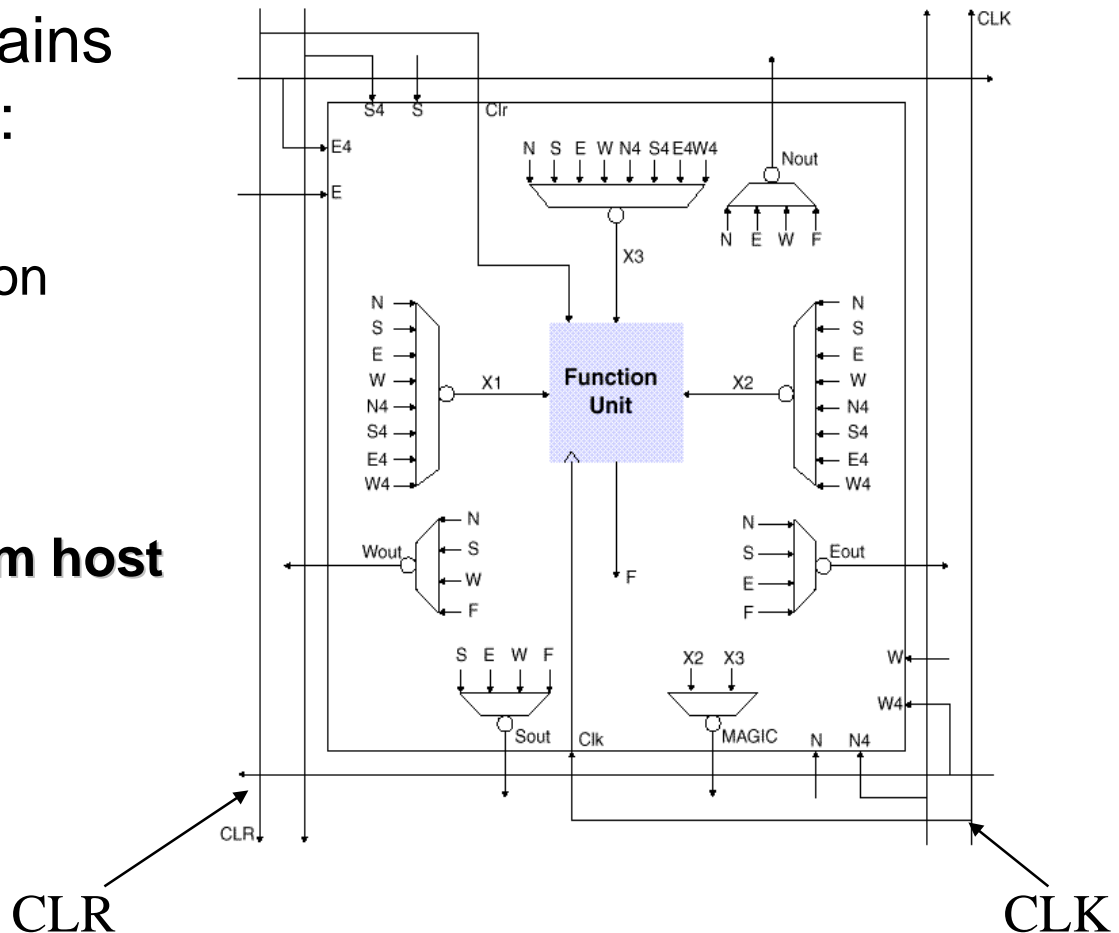 ains
:
on
m host
CLK
S4 S Clr
E4
E
N S E W N4 S4 E4 W4
Nout
N E W F
X3
N
S
E
W
N4
S4
E4
W4
X1
Function
Unit
X2
N
S
E
W
N4
S4
E4
W4
Wout
N
S
W
F
F
N
S
E
F
Eout
S E W F
Sout
Clk
X2 X3
MAGIC
W
W4
N N4
CLR
CLR
CLK